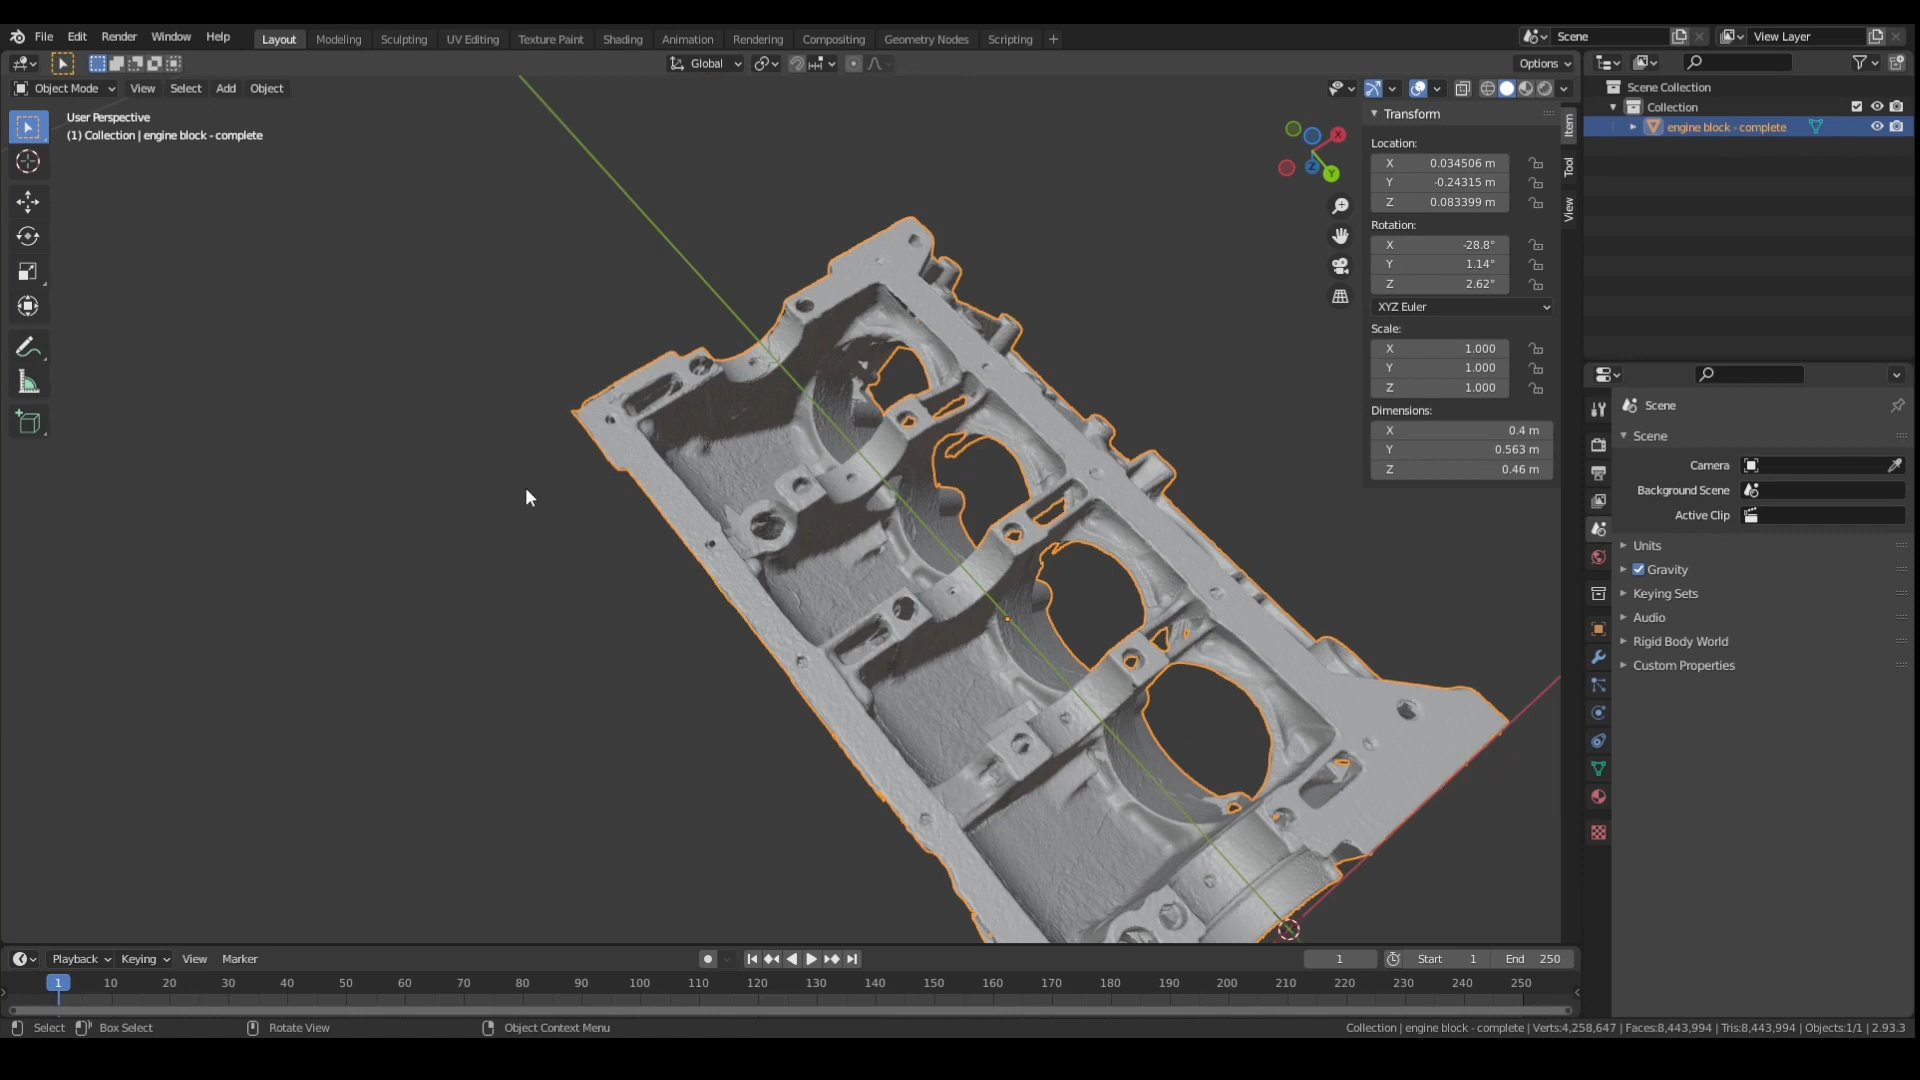 File Edit Render Window Help Layout Modeling Sculpting UV Editing Texture Paint Shading Animation Rendering Compositing Geometry Nodes Scripting + Scene View Layer
Global Options
Object Mode View Select Add Object
User Perspective
(1) Collection | engine block - complete
X
Y
Z
Transform
Location:
X 0.034506 m
Y -0.24315 m
Z 0.083399 m
Rotation:
X -28.8°
Y 1.14°
Z 2.62°
XYZ Euler
Scale:
X 1.000
Y 1.000
Z 1.000
Dimensions:
X 0.4 m
Y 0.563 m
Z 0.46 m
Item
Tool
View
Scene Collection
Collection
engine block - complete
Scene
Scene
Camera
Background Scene
Active Clip
Units
Gravity
Keying Sets
Audio
Rigid Body World
Custom Properties
Playback Keying View Marker 1 Start 1 End 250
1 10 20 30 40 50 60 70 80 90 100 110 120 130 140 150 160 170 180 190 200 210 220 230 240 250
Select Box Select Rotate View Object Context Menu Collection | engine block - complete | Verts:4,258,647 | Faces:8,443,994 | Tris:8,443,994 | Objects:1/1 | 2.93.3